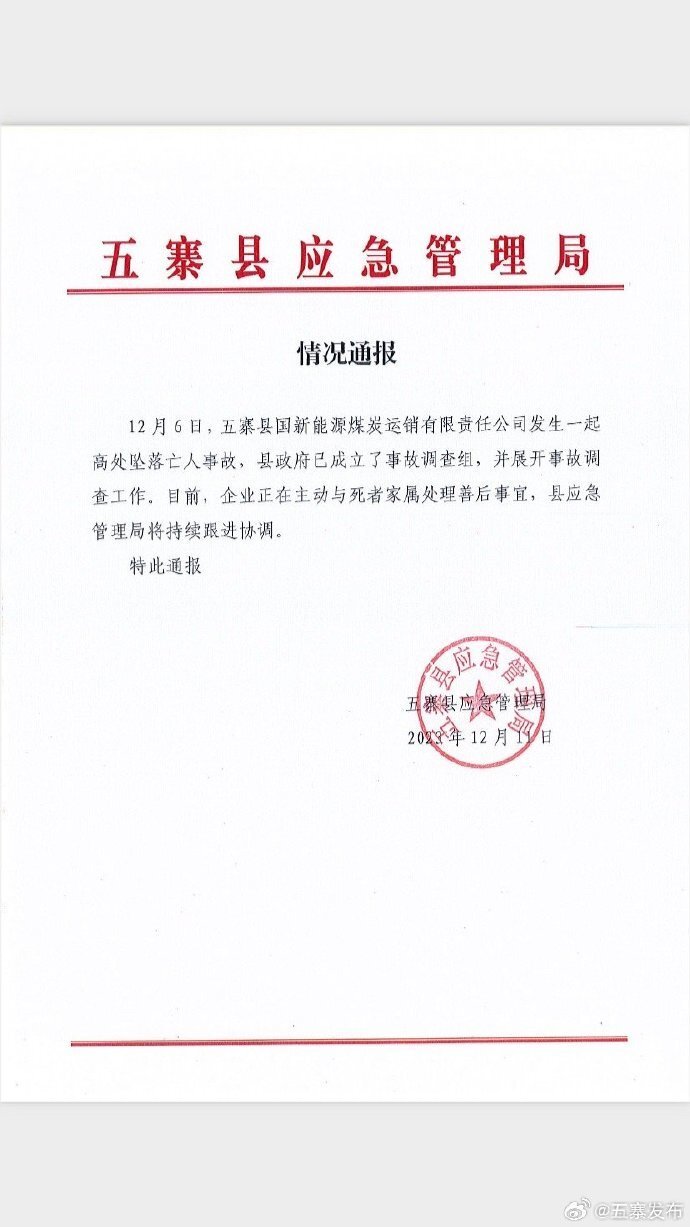 五寨县应急管理局
情况通报
12月6日，五寨县国新能源煤炭运销有限责任公司发生一起
高处坠落亡人事故，县政府已成立了事故调查组，并展开事故调
查工作。目前，企业正在主动与死者家属处理善后事宜，县应急
管理局将持续跟进协调。
特此通报
五寨县应急管理局
五寨县应急管理局
2023年12月11日
@五寨发布